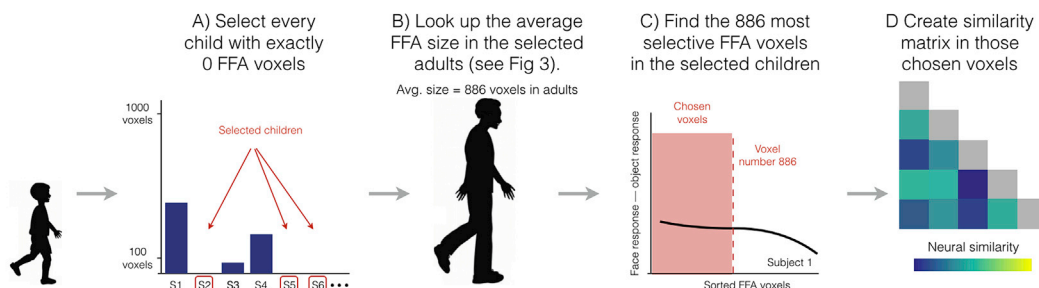 A) Select every
child with exactly
0 FFA voxels
1000
voxels
Selected children
100
voxels
S1 S2 S3 S4 S5 S6 •••
B) Look up the average
FFA size in the selected
adults (see Fig 3).
Avg. size = 886 voxels in adults
C) Find the 886 most
selective FFA voxels
in the selected children
Face response — object response
Chosen
voxels
Voxel
number 886
Subject 1
Sorted FFA voxels
D Create similarity
matrix in those
chosen voxels
Neural similarity